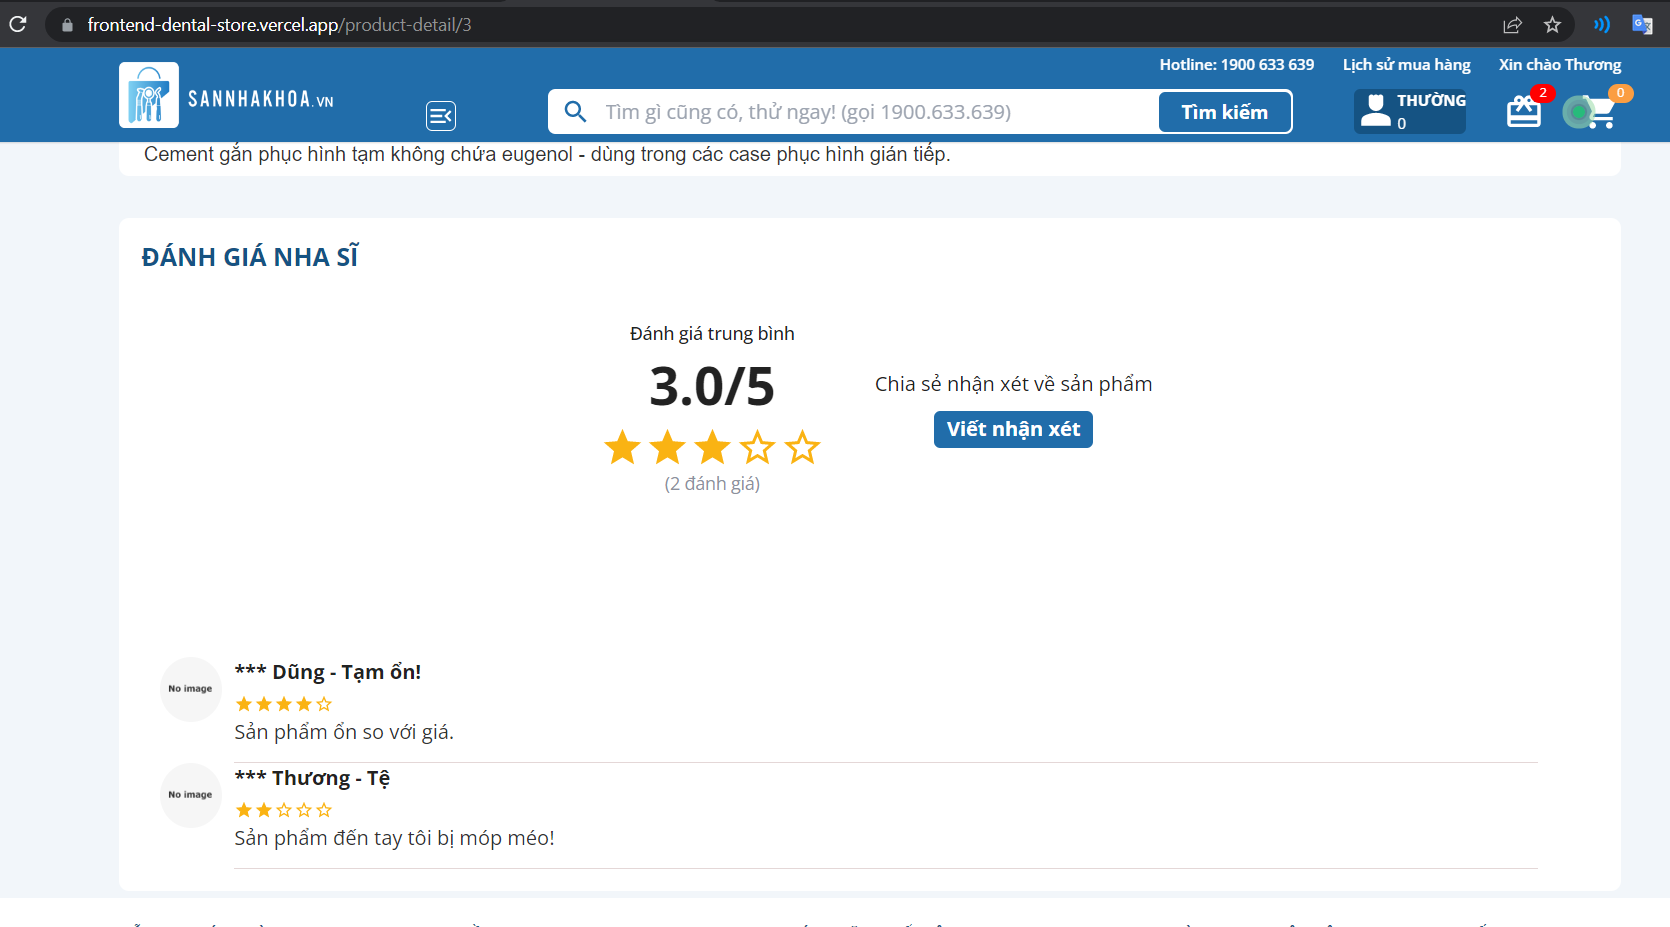 frontend-dental-store.vercel.app/product-detail/3
Hotline: 1900 633 639 Lịch sử mua hàng Xin chào Thương
SANNHAKHOA.VN
Tìm gì cũng có, thử ngay! (gọi 1900.633.639) Tìm kiếm
THƯỜNG
0
2
0
Cement gắn phục hình tạm không chứa eugenol - dùng trong các case phục hình gián tiếp.
ĐÁNH GIÁ NHA SĨ
Đánh giá trung bình
3.0/5
(2 đánh giá)
Chia sẻ nhận xét về sản phẩm
Viết nhận xét
No image
*** Dũng - Tạm ổn!
Sản phẩm ổn so với giá.
No image
*** Thương - Tệ
Sản phẩm đến tay tôi bị móp méo!